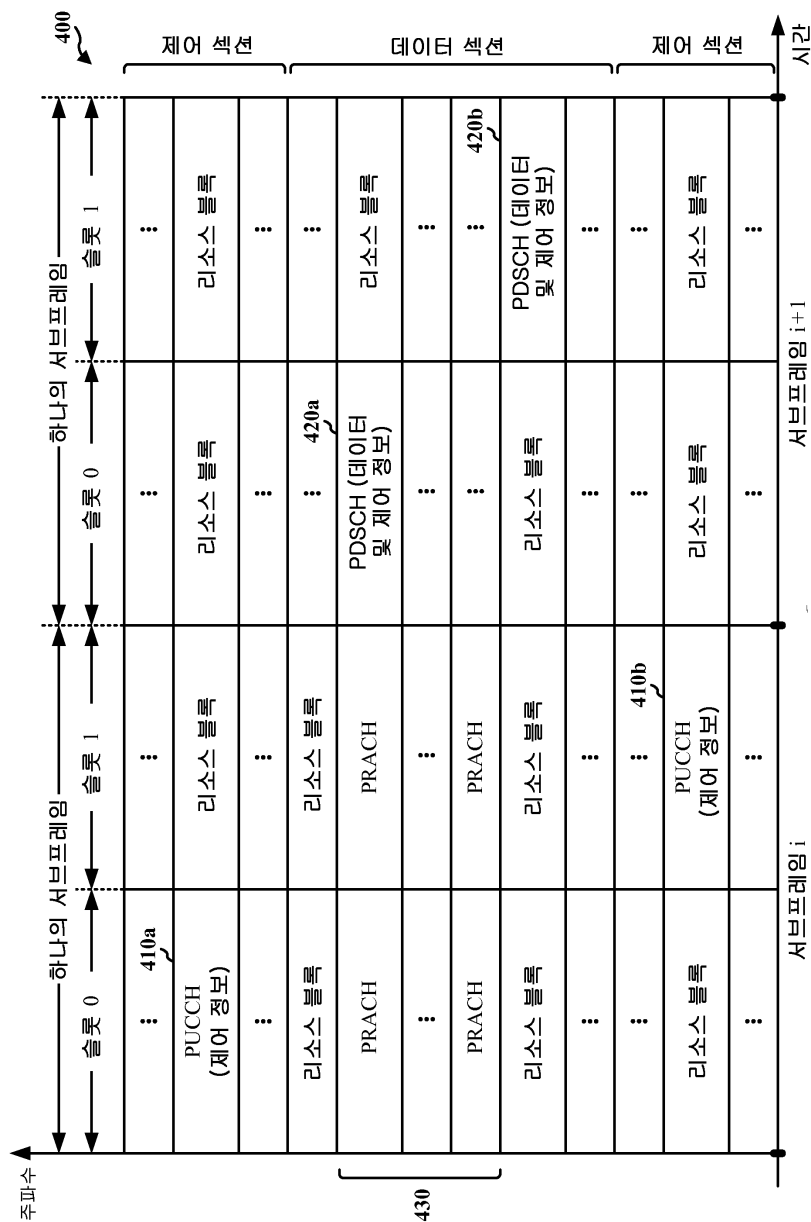 400
주파수
하나의 서브프레임
하나의 서브프레임
슬롯 0
슬롯 1
슬롯 0
슬롯 1
...
...
...
...
제어 섹션
410a
PUCCH
(제어 정보)
리소스 블록
리소스 블록
리소스 블록
...
...
...
...
리소스 블록
리소스 블록
...
...
데이터 섹션
420a
430
PRACH
PRACH
PDSCH (데이터
및 제어 정보)
리소스 블록
...
...
...
...
PRACH
PRACH
...
...
420b
리소스 블록
리소스 블록
리소스 블록
PDSCH (데이터
및 제어 정보)
...
...
...
...
...
...
...
...
제어 섹션
410b
리소스 블록
PUCCH
(제어 정보)
리소스 블록
리소스 블록
...
...
...
...
서브프레임 i
서브프레임 i+1
시간